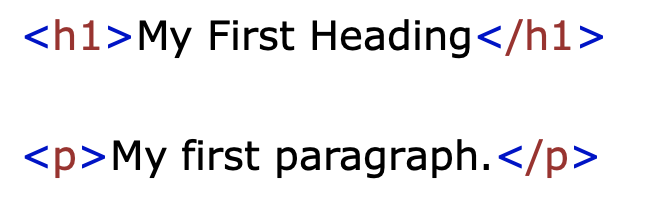 <h1>My First Heading</h1>
<p>My first paragraph.</p>